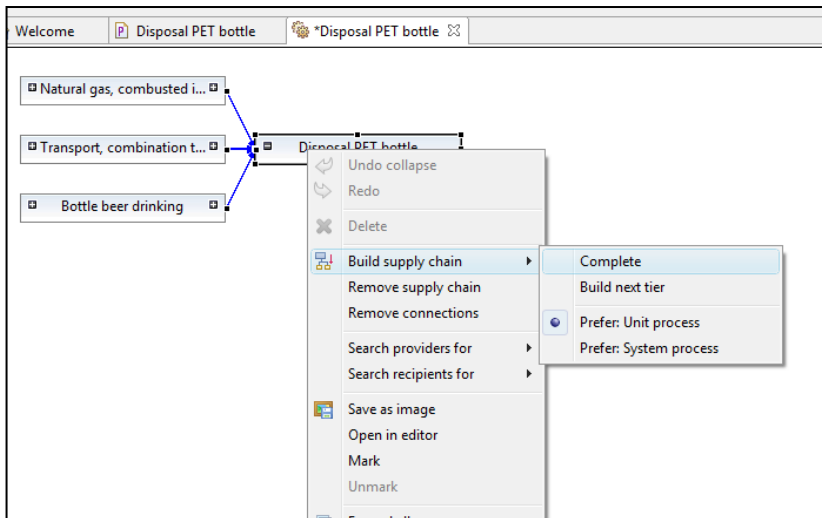 Welcome
P Disposal PET bottle
*Disposal PET bottle
Natural gas, combusted i...
Transport, combination t...
Disposal PET bottle
Bottle beer drinking
Undo collapse
Redo
Delete
Build supply chain
Complete
Remove supply chain
Build next tier
Remove connections
Prefer: Unit process
Search providers for
Prefer: System process
Search recipients for
Save as image
Open in editor
Mark
Unmark